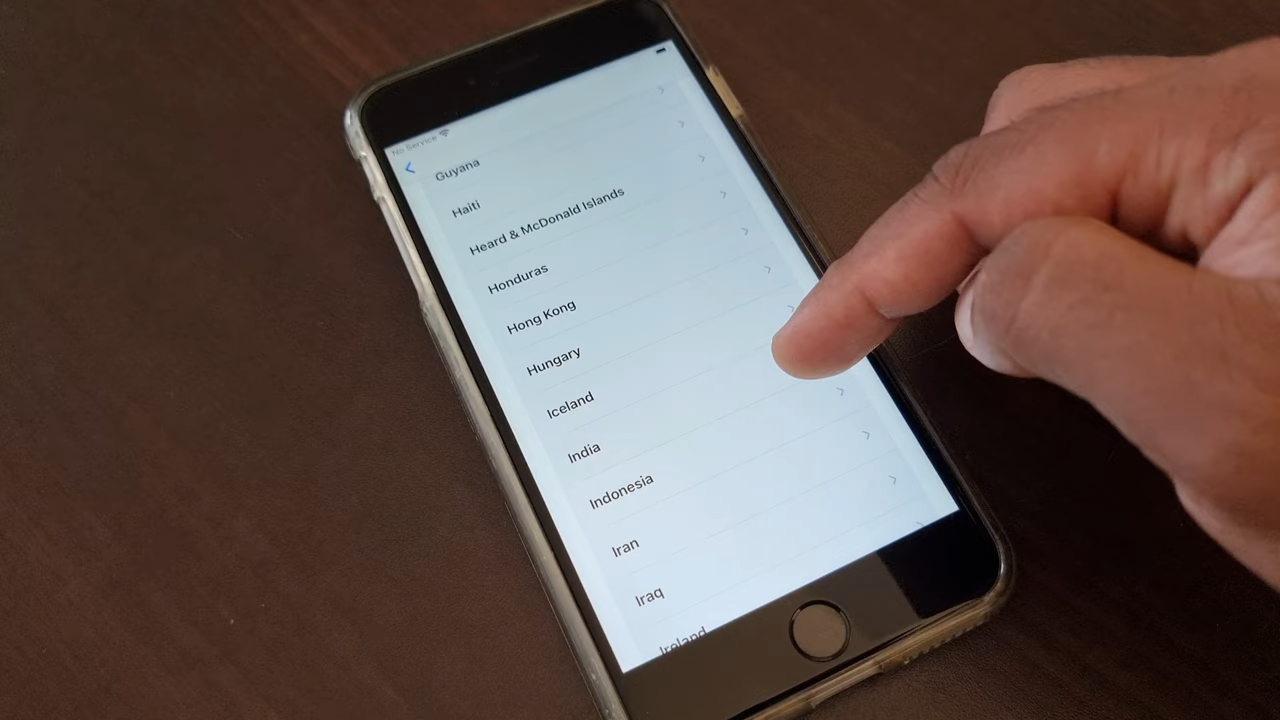 No Service
Guyana
Haiti
Heard & McDonald Islands
Honduras
Hong Kong
Hungary
Iceland
India
Indonesia
Iran
Iraq
Ireland